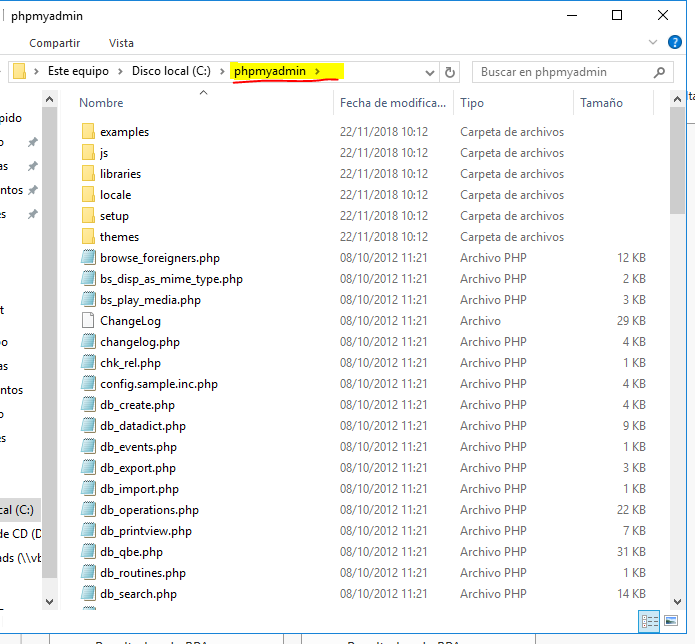 phpmyadmin
Compartir Vista
Este equipo Disco local (C:) phpmyadmin Buscar en phpmyadmin
Nombre Fecha de modifica... Tipo Tamaño
examples 22/11/2018 10:12 Carpeta de archivos
js 22/11/2018 10:12 Carpeta de archivos
libraries 22/11/2018 10:12 Carpeta de archivos
locale 22/11/2018 10:12 Carpeta de archivos
setup 22/11/2018 10:12 Carpeta de archivos
themes 22/11/2018 10:12 Carpeta de archivos
browse_foreigners.php 08/10/2012 11:21 Archivo PHP 12 KB
bs_disp_as_mime_type.php 08/10/2012 11:21 Archivo PHP 2 KB
bs_play_media.php 08/10/2012 11:21 Archivo PHP 3 KB
ChangeLog 08/10/2012 11:21 Archivo 29 KB
changelog.php 08/10/2012 11:21 Archivo PHP 4 KB
chk_rel.php 08/10/2012 11:21 Archivo PHP 1 KB
config.sample.inc.php 08/10/2012 11:21 Archivo PHP 4 KB
db_create.php 08/10/2012 11:21 Archivo PHP 4 KB
db_datadict.php 08/10/2012 11:21 Archivo PHP 9 KB
db_events.php 08/10/2012 11:21 Archivo PHP 1 KB
db_export.php 08/10/2012 11:21 Archivo PHP 3 KB
db_import.php 08/10/2012 11:21 Archivo PHP 1 KB
cal (C:) db_operations.php 08/10/2012 11:21 Archivo PHP 22 KB
de CD (D db_printview.php 08/10/2012 11:21 Archivo PHP 7 KB
ds (\\vb db_qbe.php 08/10/2012 11:21 Archivo PHP 31 KB
db_routines.php 08/10/2012 11:21 Archivo PHP 1 KB
db_search.php 08/10/2012 11:21 Archivo PHP 14 KB